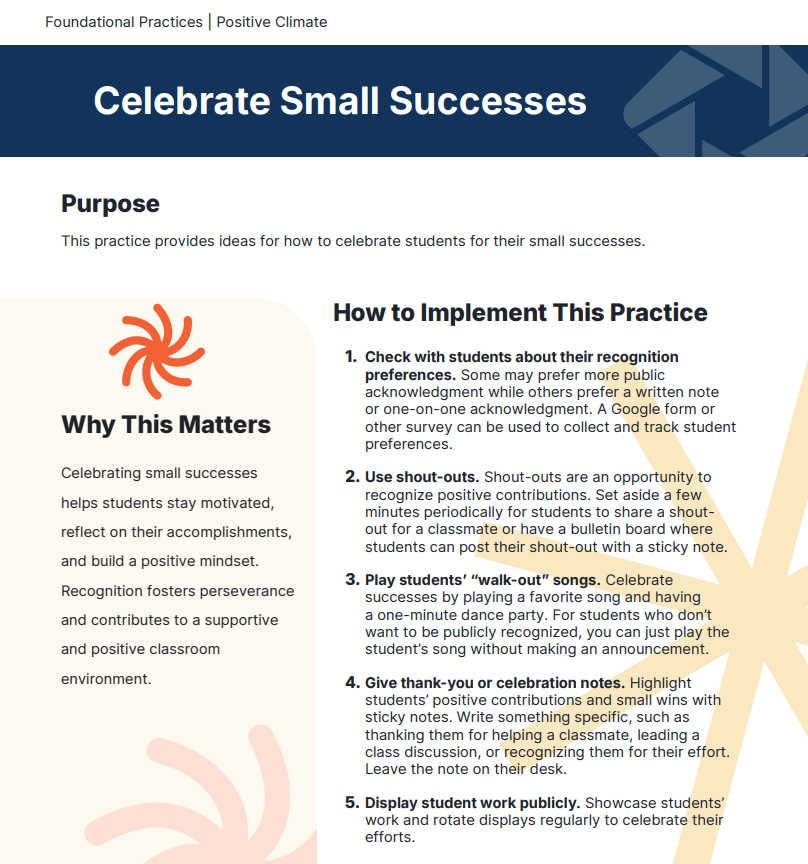 Foundational Practices | Positive Climate
Celebrate Small Successes
Purpose
This practice provides ideas for how to celebrate students for their small successes.
Why This Matters
Celebrating small successes
helps students stay motivated,
reflect on their accomplishments,
and build a positive mindset.
Recognition fosters perseverance
and contributes to a supportive
and positive classroom
environment.
How to Implement This Practice
1. Check with students about their recognition
preferences. Some may prefer more public
acknowledgment while others prefer a written note
or one-on-one acknowledgment. A Google form or
other survey can be used to collect and track student
preferences.
2. Use shout-outs. Shout-outs are an opportunity to
recognize positive contributions. Set aside a few
minutes periodically for students to share a shout-
out for a classmate or have a bulletin board where
students can post their shout-out with a sticky note.
3. Play students’ “walk-out” songs. Celebrate
successes by playing a favorite song and having
a one-minute dance party. For students who don’t
want to be publicly recognized, you can just play the
student’s song without making an announcement.
4. Give thank-you or celebration notes. Highlight
students’ positive contributions and small wins with
sticky notes. Write something specific, such as
thanking them for helping a classmate, leading a
class discussion, or recognizing them for their effort.
Leave the note on their desk.
5. Display student work publicly. Showcase students’
work and rotate displays regularly to celebrate their
efforts.